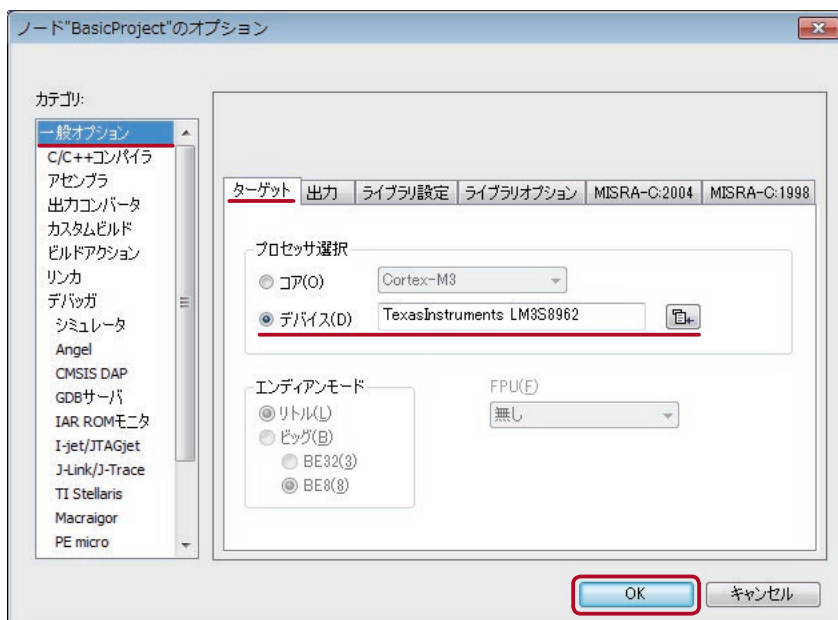 ノード"BasicProject"のオプション
カテゴリ:
一般オプション
C/C++コンパイラ
アセンブラ
出力コンバータ
カスタムビルド
ビルドアクション
リンカ
デバッガ
シミュレータ
Angel
CMSIS DAP
GDBサーバ
IAR ROMモニタ
I-jet/JTAGjet
J-Link/J-Trace
TI Stellaris
Macraigor
PE micro
ターゲット 出力 ライブラリ設定 ライブラリオプション MISRA-C:2004 MISRA-C:1998
プロセッサ選択
コア(O) Cortex-M3
デバイス(D) TexasInstruments LM3S8962
エンディアンモード
リトル(L)
ビッグ(B)
BE32(3)
BE8(8)
FPU(F)
無し
OK キャンセル